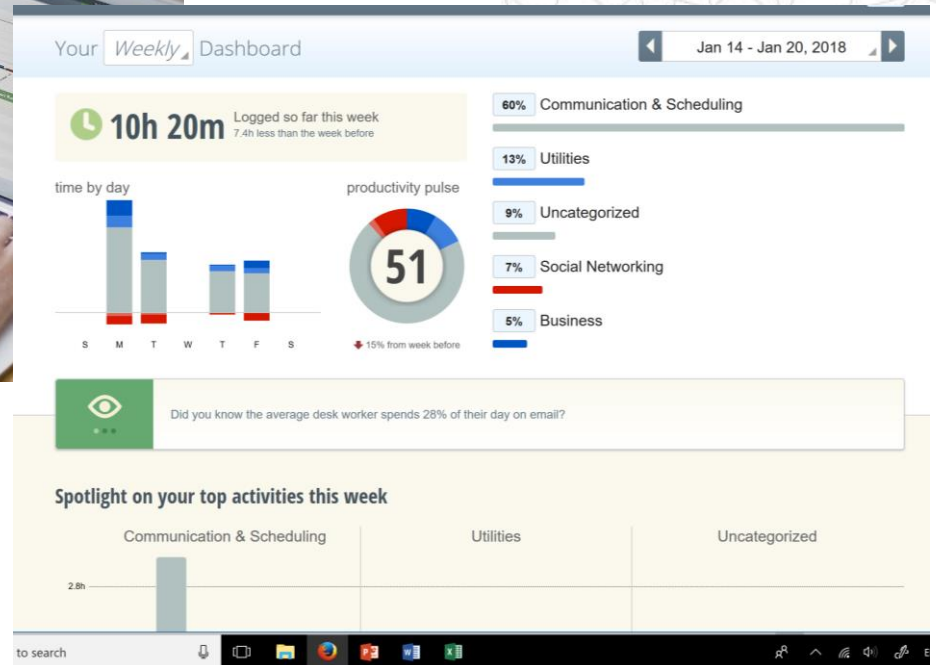 Your Weekly Dashboard
Jan 14 - Jan 20, 2018
10h 20m Logged so far this week
7.4h less than the week before
time by day
S M T W T F S
productivity pulse
51
15% from week before
60% Communication & Scheduling
13% Utilities
9% Uncategorized
7% Social Networking
5% Business
Did you know the average desk worker spends 28% of their day on email?
Spotlight on your top activities this week
Communication & Scheduling Utilities Uncategorized
2.8h
to search